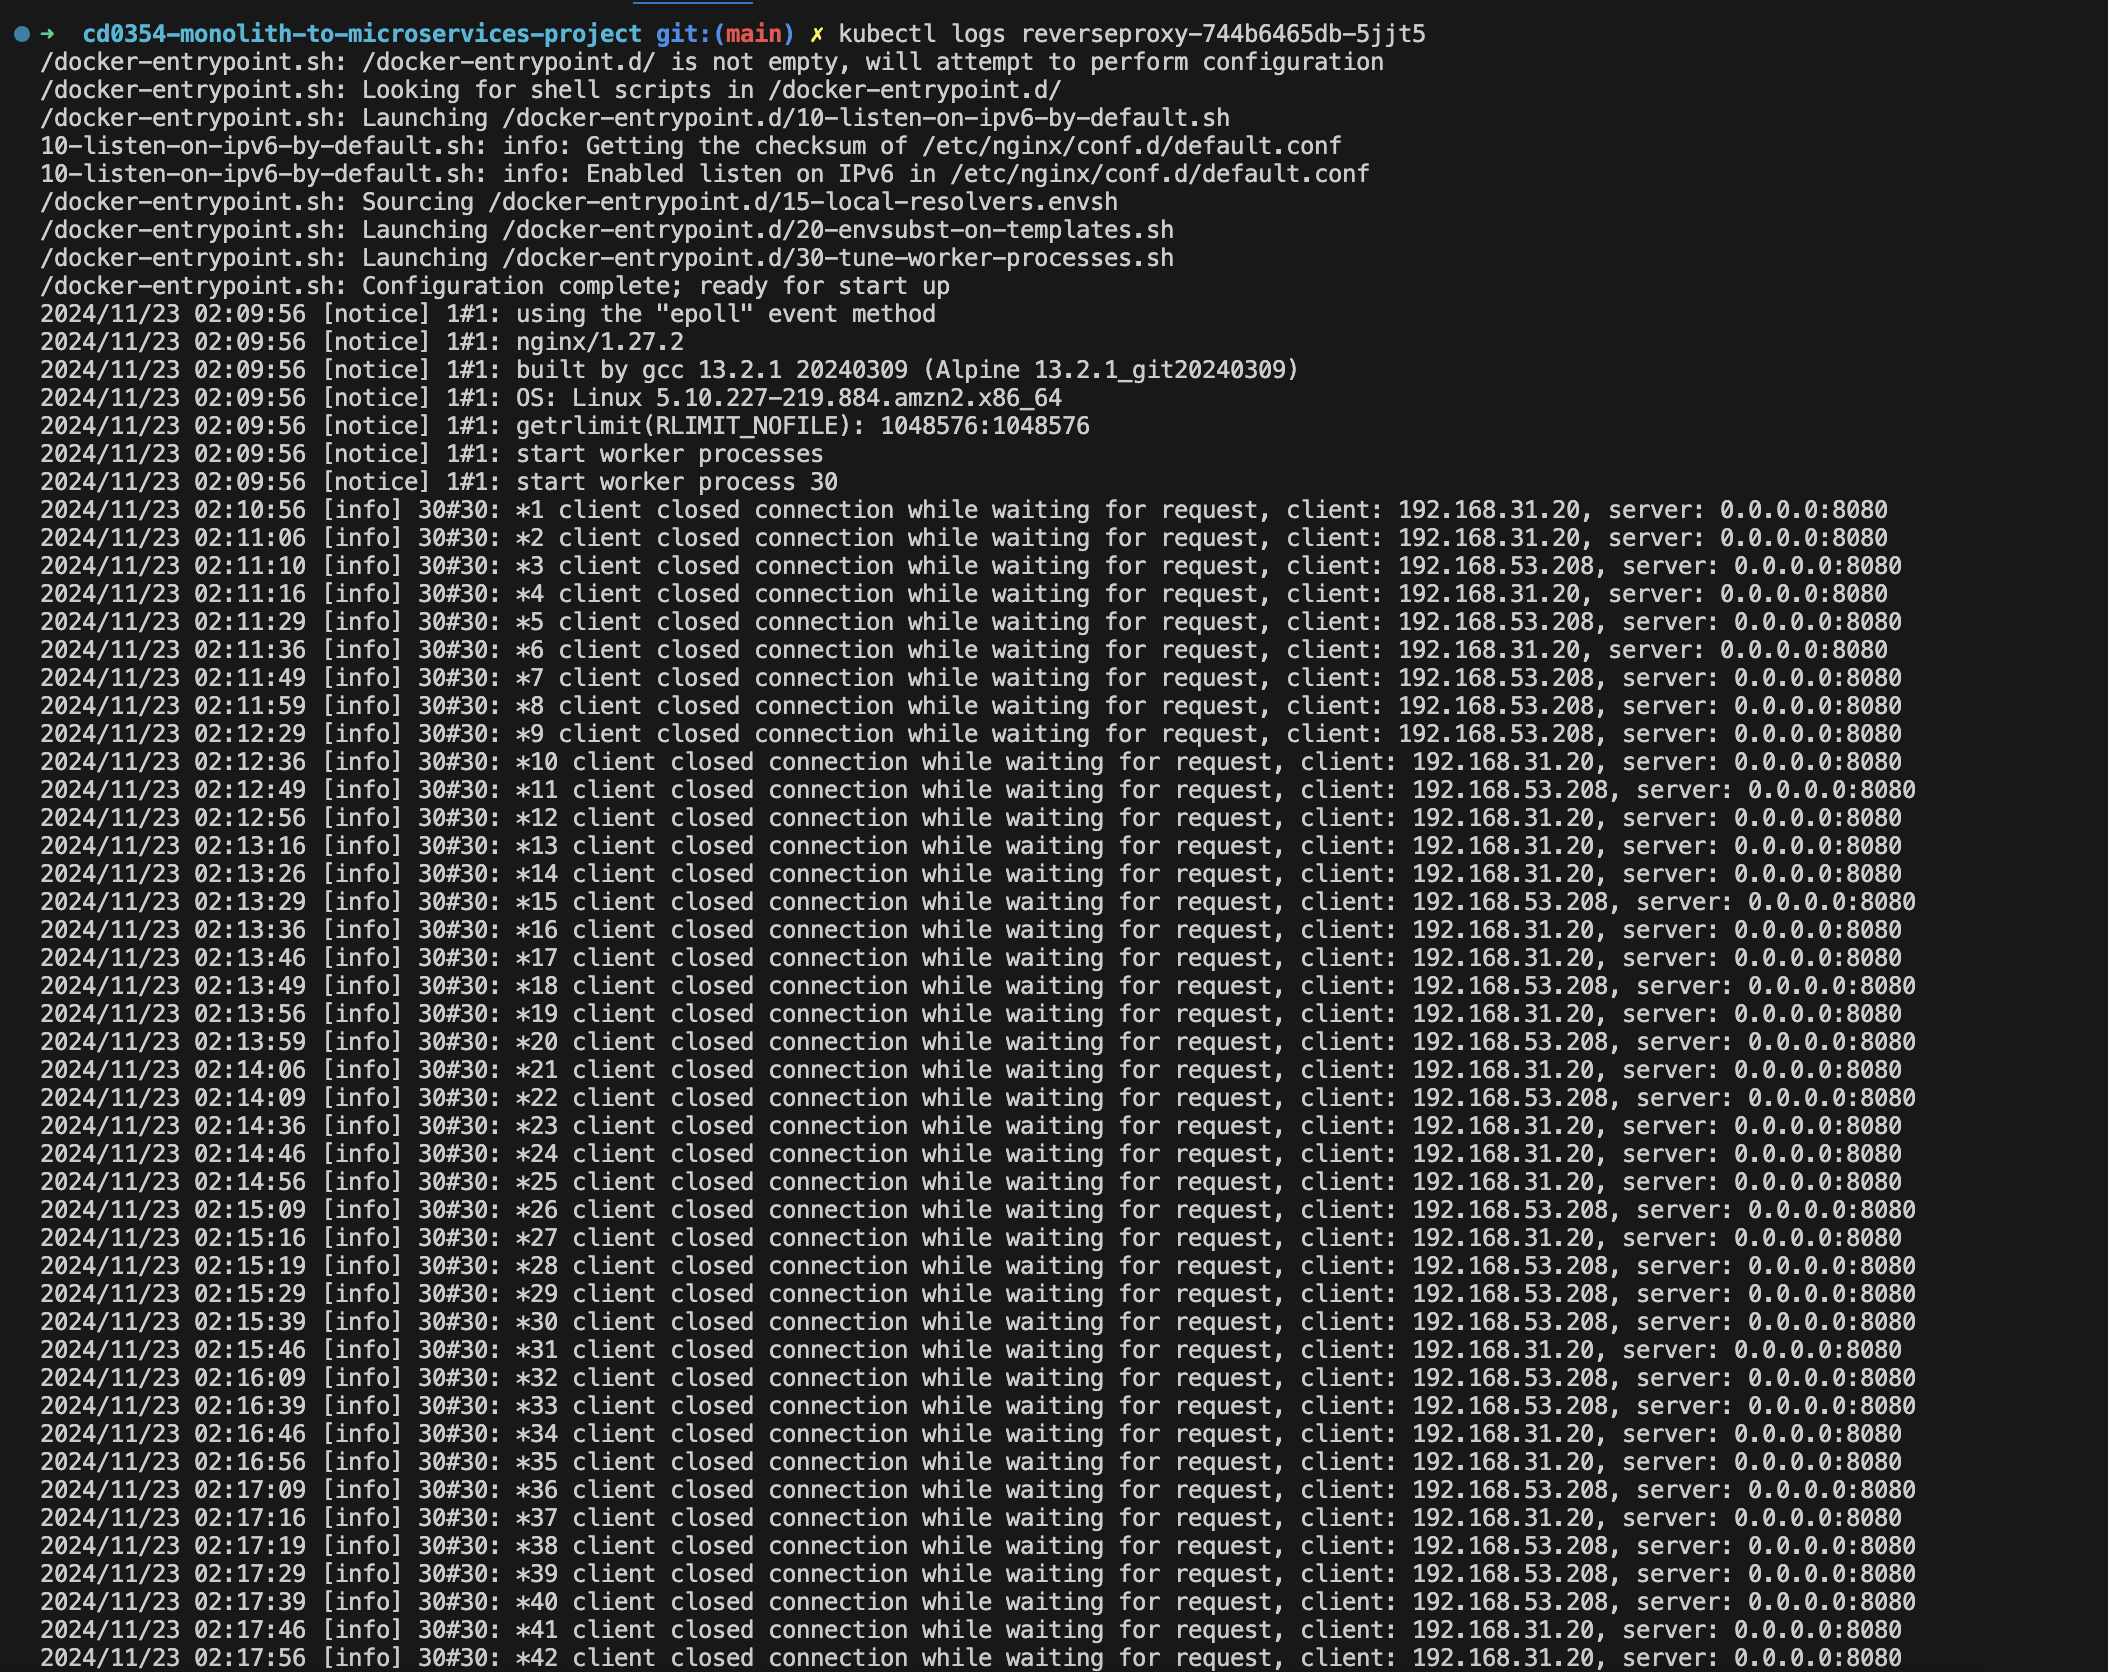 ➜  cd0354-monolith-to-microservices-project git:(main) ✗ kubectl logs reverseproxy-744b6465db-5jjt5
/docker-entrypoint.sh: /docker-entrypoint.d/ is not empty, will attempt to perform configuration
/docker-entrypoint.sh: Looking for shell scripts in /docker-entrypoint.d/
/docker-entrypoint.sh: Launching /docker-entrypoint.d/10-listen-on-ipv6-by-default.sh
10-listen-on-ipv6-by-default.sh: info: Getting the checksum of /etc/nginx/conf.d/default.conf
10-listen-on-ipv6-by-default.sh: info: Enabled listen on IPv6 in /etc/nginx/conf.d/default.conf
/docker-entrypoint.sh: Sourcing /docker-entrypoint.d/15-local-resolvers.envsh
/docker-entrypoint.sh: Launching /docker-entrypoint.d/20-envsubst-on-templates.sh
/docker-entrypoint.sh: Launching /docker-entrypoint.d/30-tune-worker-processes.sh
/docker-entrypoint.sh: Configuration complete; ready for start up
2024/11/23 02:09:56 [notice] 1#1: using the "epoll" event method
2024/11/23 02:09:56 [notice] 1#1: nginx/1.27.2
2024/11/23 02:09:56 [notice] 1#1: built by gcc 13.2.1 20240309 (Alpine 13.2.1_git20240309)
2024/11/23 02:09:56 [notice] 1#1: OS: Linux 5.10.227-219.884.amzn2.x86_64
2024/11/23 02:09:56 [notice] 1#1: getrlimit(RLIMIT_NOFILE): 1048576:1048576
2024/11/23 02:09:56 [notice] 1#1: start worker processes
2024/11/23 02:09:56 [notice] 1#1: start worker process 30
2024/11/23 02:10:56 [info] 30#30: *1 client closed connection while waiting for request, client: 192.168.31.20, server: 0.0.0.0:8080
2024/11/23 02:11:06 [info] 30#30: *2 client closed connection while waiting for request, client: 192.168.31.20, server: 0.0.0.0:8080
2024/11/23 02:11:10 [info] 30#30: *3 client closed connection while waiting for request, client: 192.168.53.208, server: 0.0.0.0:8080
2024/11/23 02:11:16 [info] 30#30: *4 client closed connection while waiting for request, client: 192.168.31.20, server: 0.0.0.0:8080
2024/11/23 02:11:29 [info] 30#30: *5 client closed connection while waiting for request, client: 192.168.53.208, server: 0.0.0.0:8080
2024/11/23 02:11:36 [info] 30#30: *6 client closed connection while waiting for request, client: 192.168.31.20, server: 0.0.0.0:8080
2024/11/23 02:11:49 [info] 30#30: *7 client closed connection while waiting for request, client: 192.168.53.208, server: 0.0.0.0:8080
2024/11/23 02:11:59 [info] 30#30: *8 client closed connection while waiting for request, client: 192.168.53.208, server: 0.0.0.0:8080
2024/11/23 02:12:29 [info] 30#30: *9 client closed connection while waiting for request, client: 192.168.53.208, server: 0.0.0.0:8080
2024/11/23 02:12:36 [info] 30#30: *10 client closed connection while waiting for request, client: 192.168.31.20, server: 0.0.0.0:8080
2024/11/23 02:12:49 [info] 30#30: *11 client closed connection while waiting for request, client: 192.168.53.208, server: 0.0.0.0:8080
2024/11/23 02:12:56 [info] 30#30: *12 client closed connection while waiting for request, client: 192.168.31.20, server: 0.0.0.0:8080
2024/11/23 02:13:16 [info] 30#30: *13 client closed connection while waiting for request, client: 192.168.31.20, server: 0.0.0.0:8080
2024/11/23 02:13:26 [info] 30#30: *14 client closed connection while waiting for request, client: 192.168.31.20, server: 0.0.0.0:8080
2024/11/23 02:13:29 [info] 30#30: *15 client closed connection while waiting for request, client: 192.168.53.208, server: 0.0.0.0:8080
2024/11/23 02:13:36 [info] 30#30: *16 client closed connection while waiting for request, client: 192.168.31.20, server: 0.0.0.0:8080
2024/11/23 02:13:46 [info] 30#30: *17 client closed connection while waiting for request, client: 192.168.31.20, server: 0.0.0.0:8080
2024/11/23 02:13:49 [info] 30#30: *18 client closed connection while waiting for request, client: 192.168.53.208, server: 0.0.0.0:8080
2024/11/23 02:13:56 [info] 30#30: *19 client closed connection while waiting for request, client: 192.168.31.20, server: 0.0.0.0:8080
2024/11/23 02:13:59 [info] 30#30: *20 client closed connection while waiting for request, client: 192.168.53.208, server: 0.0.0.0:8080
2024/11/23 02:14:06 [info] 30#30: *21 client closed connection while waiting for request, client: 192.168.31.20, server: 0.0.0.0:8080
2024/11/23 02:14:09 [info] 30#30: *22 client closed connection while waiting for request, client: 192.168.53.208, server: 0.0.0.0:8080
2024/11/23 02:14:36 [info] 30#30: *23 client closed connection while waiting for request, client: 192.168.31.20, server: 0.0.0.0:8080
2024/11/23 02:14:46 [info] 30#30: *24 client closed connection while waiting for request, client: 192.168.31.20, server: 0.0.0.0:8080
2024/11/23 02:14:56 [info] 30#30: *25 client closed connection while waiting for request, client: 192.168.31.20, server: 0.0.0.0:8080
2024/11/23 02:15:09 [info] 30#30: *26 client closed connection while waiting for request, client: 192.168.53.208, server: 0.0.0.0:8080
2024/11/23 02:15:16 [info] 30#30: *27 client closed connection while waiting for request, client: 192.168.31.20, server: 0.0.0.0:8080
2024/11/23 02:15:19 [info] 30#30: *28 client closed connection while waiting for request, client: 192.168.53.208, server: 0.0.0.0:8080
2024/11/23 02:15:29 [info] 30#30: *29 client closed connection while waiting for request, client: 192.168.53.208, server: 0.0.0.0:8080
2024/11/23 02:15:39 [info] 30#30: *30 client closed connection while waiting for request, client: 192.168.53.208, server: 0.0.0.0:8080
2024/11/23 02:15:46 [info] 30#30: *31 client closed connection while waiting for request, client: 192.168.31.20, server: 0.0.0.0:8080
2024/11/23 02:16:09 [info] 30#30: *32 client closed connection while waiting for request, client: 192.168.53.208, server: 0.0.0.0:8080
2024/11/23 02:16:39 [info] 30#30: *33 client closed connection while waiting for request, client: 192.168.53.208, server: 0.0.0.0:8080
2024/11/23 02:16:46 [info] 30#30: *34 client closed connection while waiting for request, client: 192.168.31.20, server: 0.0.0.0:8080
2024/11/23 02:16:56 [info] 30#30: *35 client closed connection while waiting for request, client: 192.168.31.20, server: 0.0.0.0:8080
2024/11/23 02:17:09 [info] 30#30: *36 client closed connection while waiting for request, client: 192.168.53.208, server: 0.0.0.0:8080
2024/11/23 02:17:16 [info] 30#30: *37 client closed connection while waiting for request, client: 192.168.31.20, server: 0.0.0.0:8080
2024/11/23 02:17:19 [info] 30#30: *38 client closed connection while waiting for request, client: 192.168.53.208, server: 0.0.0.0:8080
2024/11/23 02:17:29 [info] 30#30: *39 client closed connection while waiting for request, client: 192.168.53.208, server: 0.0.0.0:8080
2024/11/23 02:17:39 [info] 30#30: *40 client closed connection while waiting for request, client: 192.168.53.208, server: 0.0.0.0:8080
2024/11/23 02:17:46 [info] 30#30: *41 client closed connection while waiting for request, client: 192.168.31.20, server: 0.0.0.0:8080
2024/11/23 02:17:56 [info] 30#30: *42 client closed connection while waiting for request, client: 192.168.31.20, server: 0.0.0.0:8080